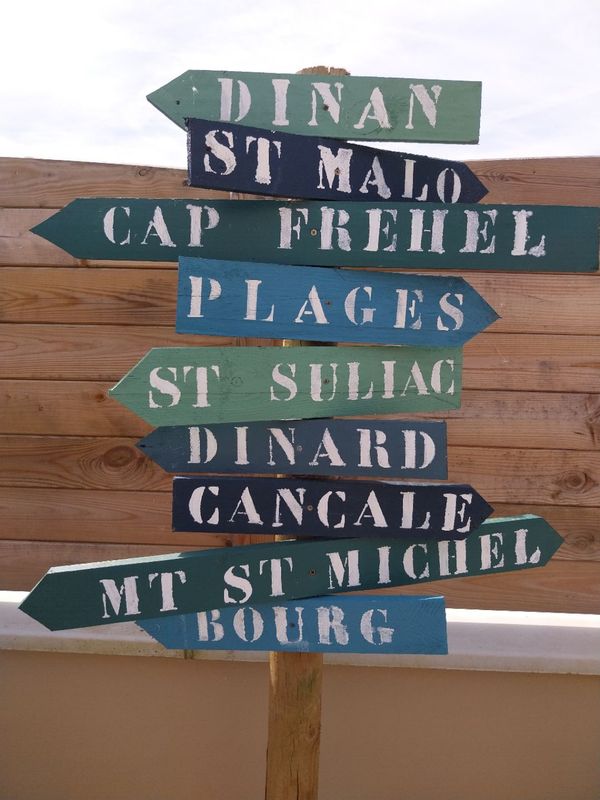 DINAN
ST MALO
CAP FREHEL
PLAGES
ST SULIAC
DINARD
CANCALE
MT ST MICHEL
BOURG